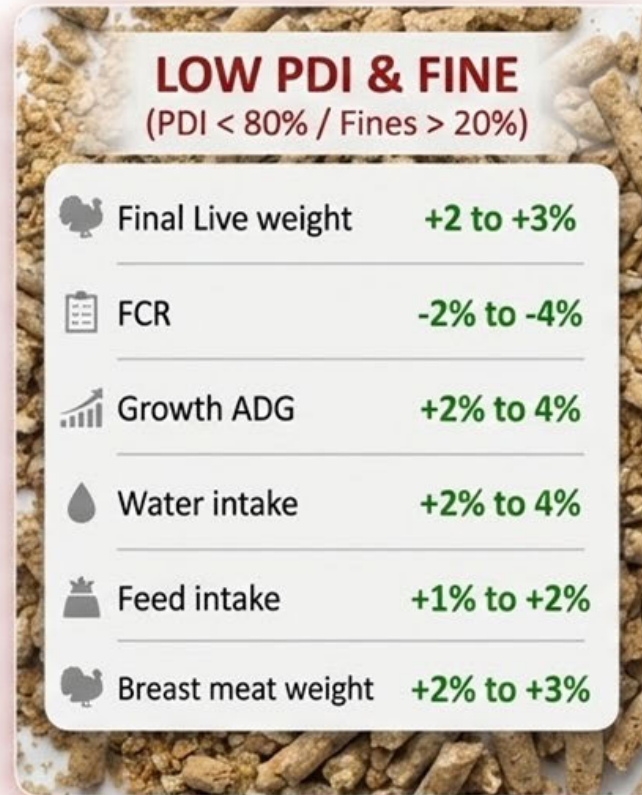 LOW PDI & FINE
(PDI < 80% / Fines > 20%)
Final Live weight +2 to +3%
FCR -2% to -4%
Growth ADG +2% to 4%
Water intake +2% to 4%
Feed intake +1% to +2%
Breast meat weight +2% to +3%